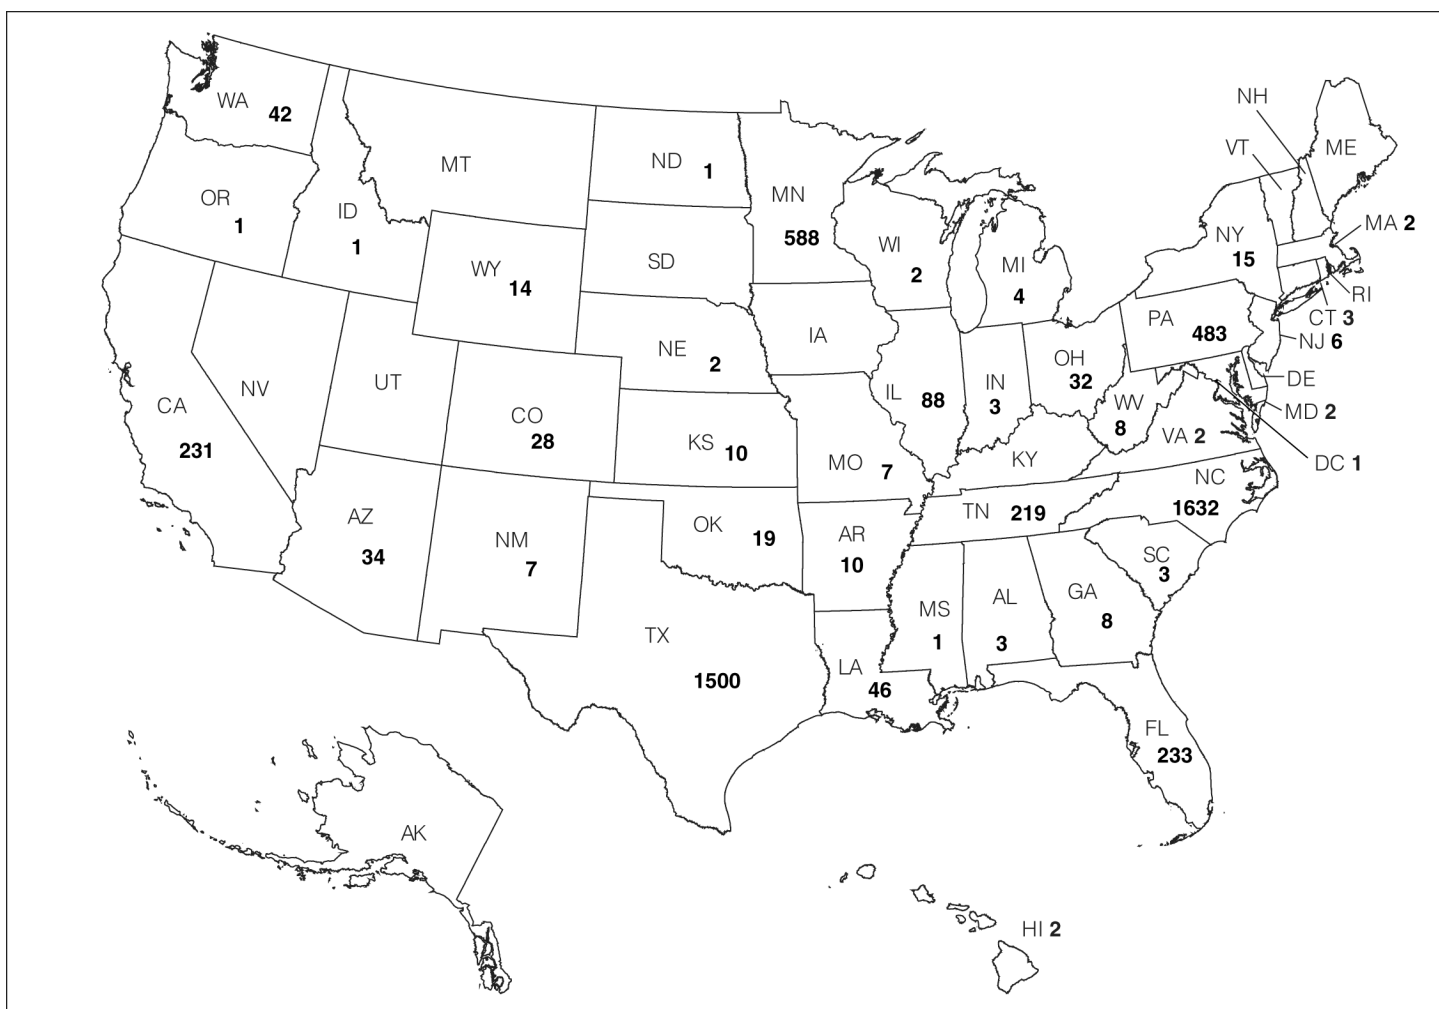 WA 42
OR 1
ID 1
MT
ND 1
SD
WY 14
NE 2
MN 588
WI 2
MI 4
IA
NV
UT
CA 231
CO 28
KS 10
MO 7
IL 88
IN 3
OH 32
KY
WV 8
PA 483
NY 15
NH
VT
ME
MA 2
RI
CT 3
NJ 6
DE
MD 2
DC 1
VA 2
NC 1632
TN 219
SC 3
AZ 34
NM 7
OK 19
AR 10
TX 1500
LA 46
MS 1
AL 3
GA 8
FL 233
AK
HI 2